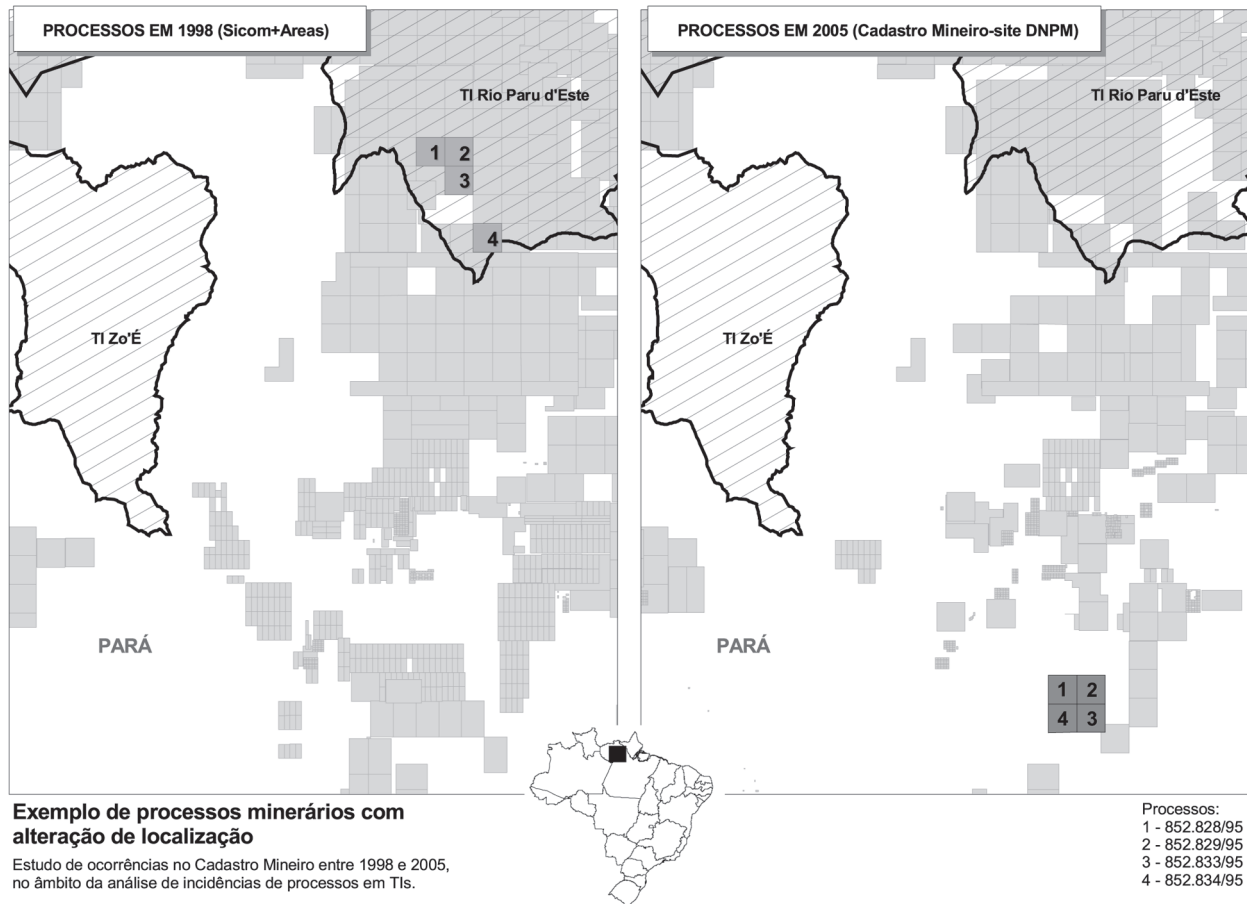 PROCESSOS EM 1998 (Sicom+Areas)
TI Rio Paru d'Este
1 2
3
4
TI Zo'É
PARÁ
PROCESSOS EM 2005 (Cadastro Mineiro-site DNPM)
TI Rio Paru d'Este
TI Zo'É
PARÁ
1 2
4 3
Exemplo de processos minerários com
alteração de localização
Estudo de ocorrências no Cadastro Mineiro entre 1998 e 2005,
no âmbito da análise de incidências de processos em TIs.
Processos:
1 - 852.828/95
2 - 852.829/95
3 - 852.833/95
4 - 852.834/95